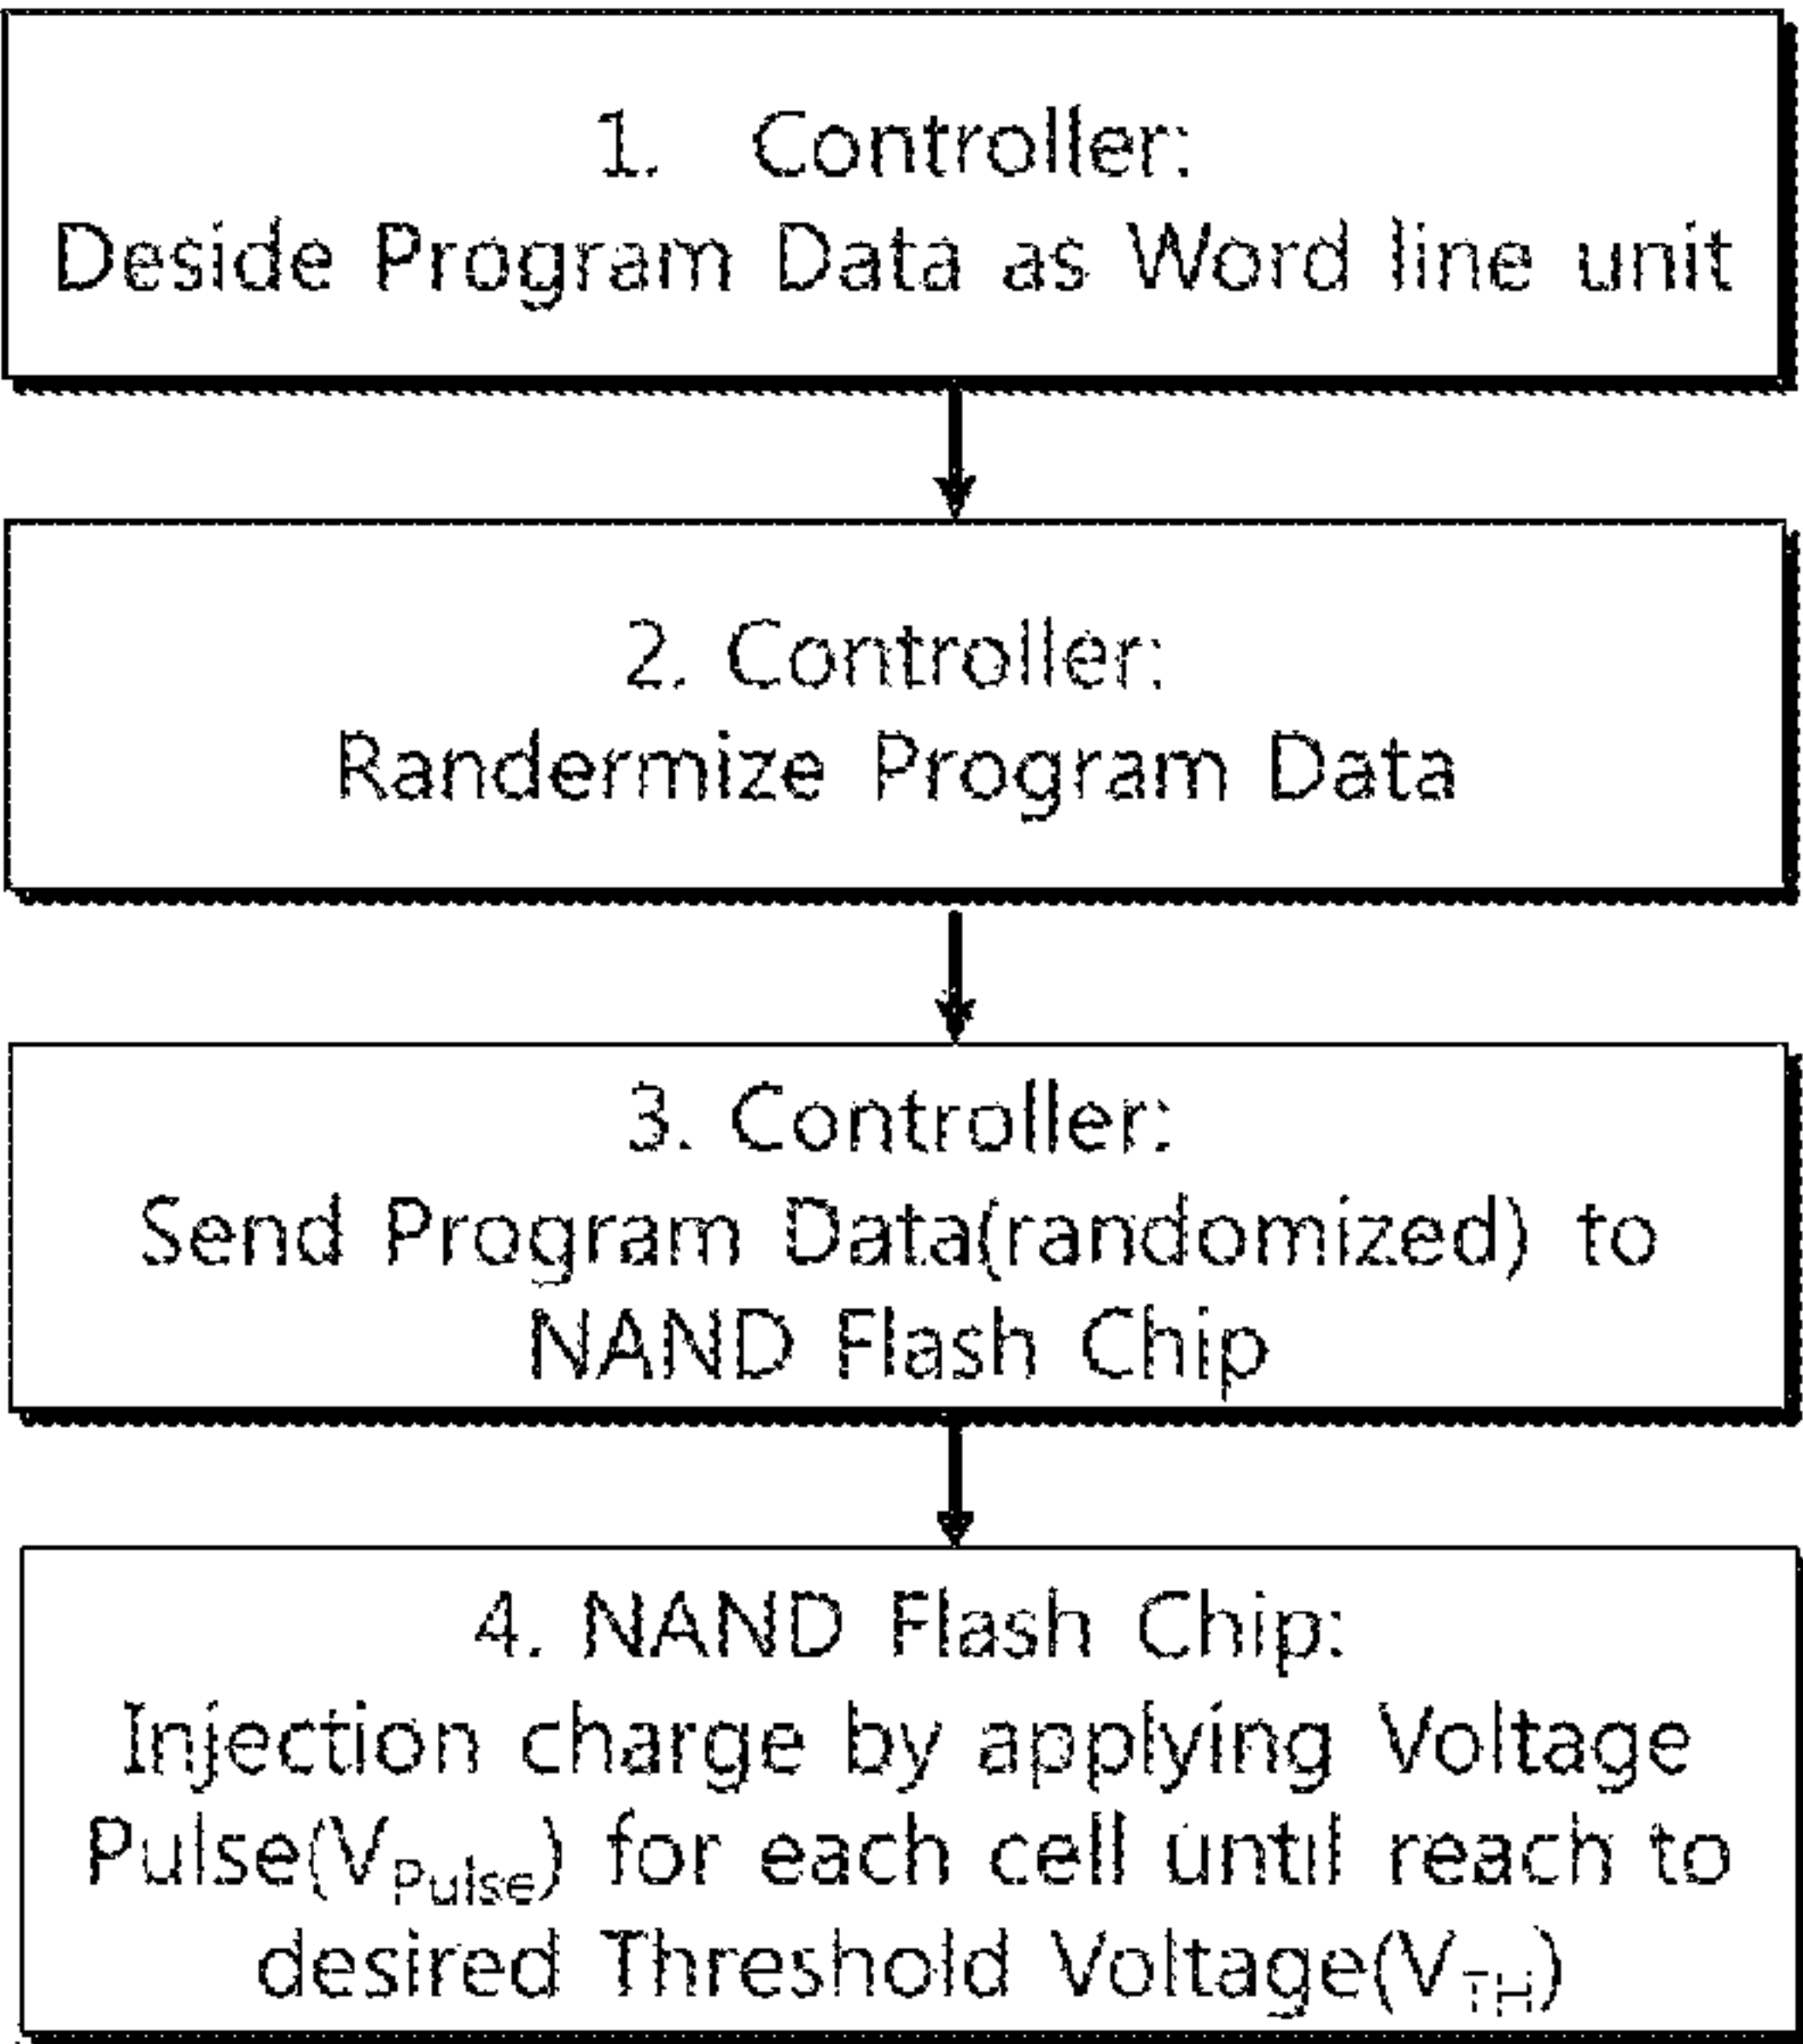 1. Controller:
Deside Program Data as Word line unit
2. Controller:
Randermize Program Data
3. Controller:
Send Program Data(randomized) to
NAND Flash Chip
4. NAND Flash Chip:
Injection charge by applying Voltage
Pulse(VPulse) for each cell until reach to
desired Threshold Voltage(VTH)